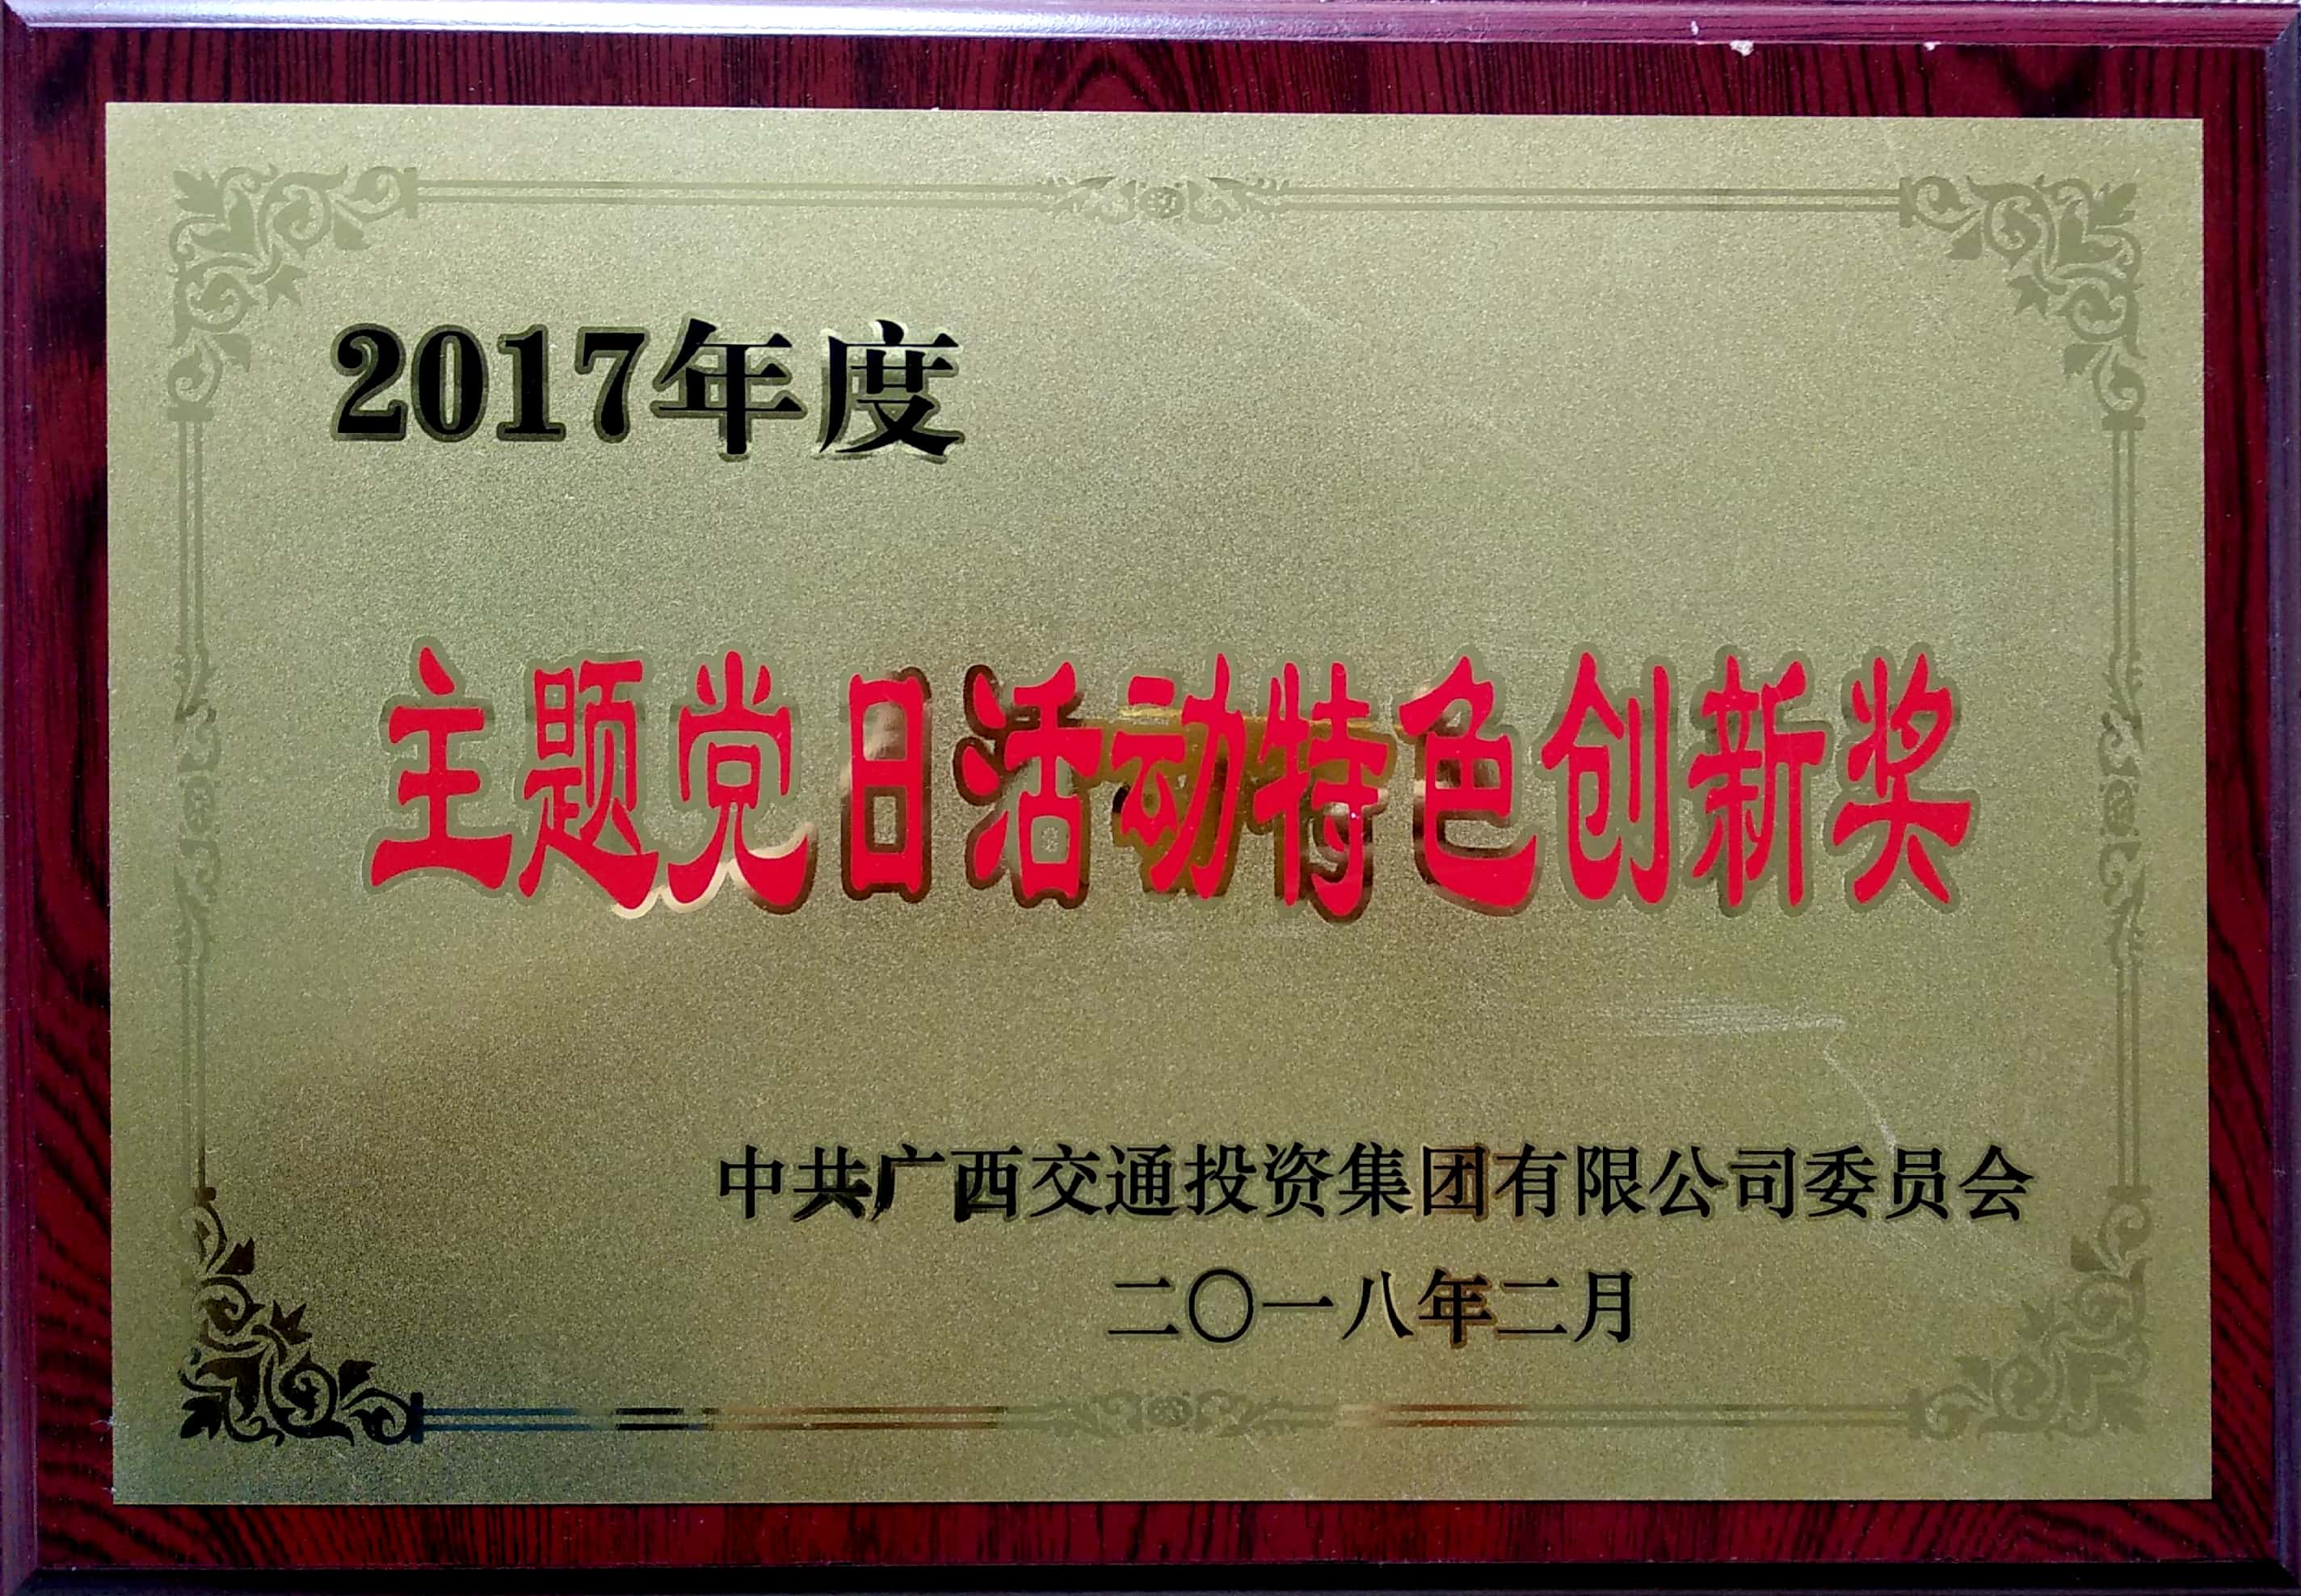 2017年度
主题党日活动特色创新奖
中共广西交通投资集团有限公司委员会
二〇一八年二月